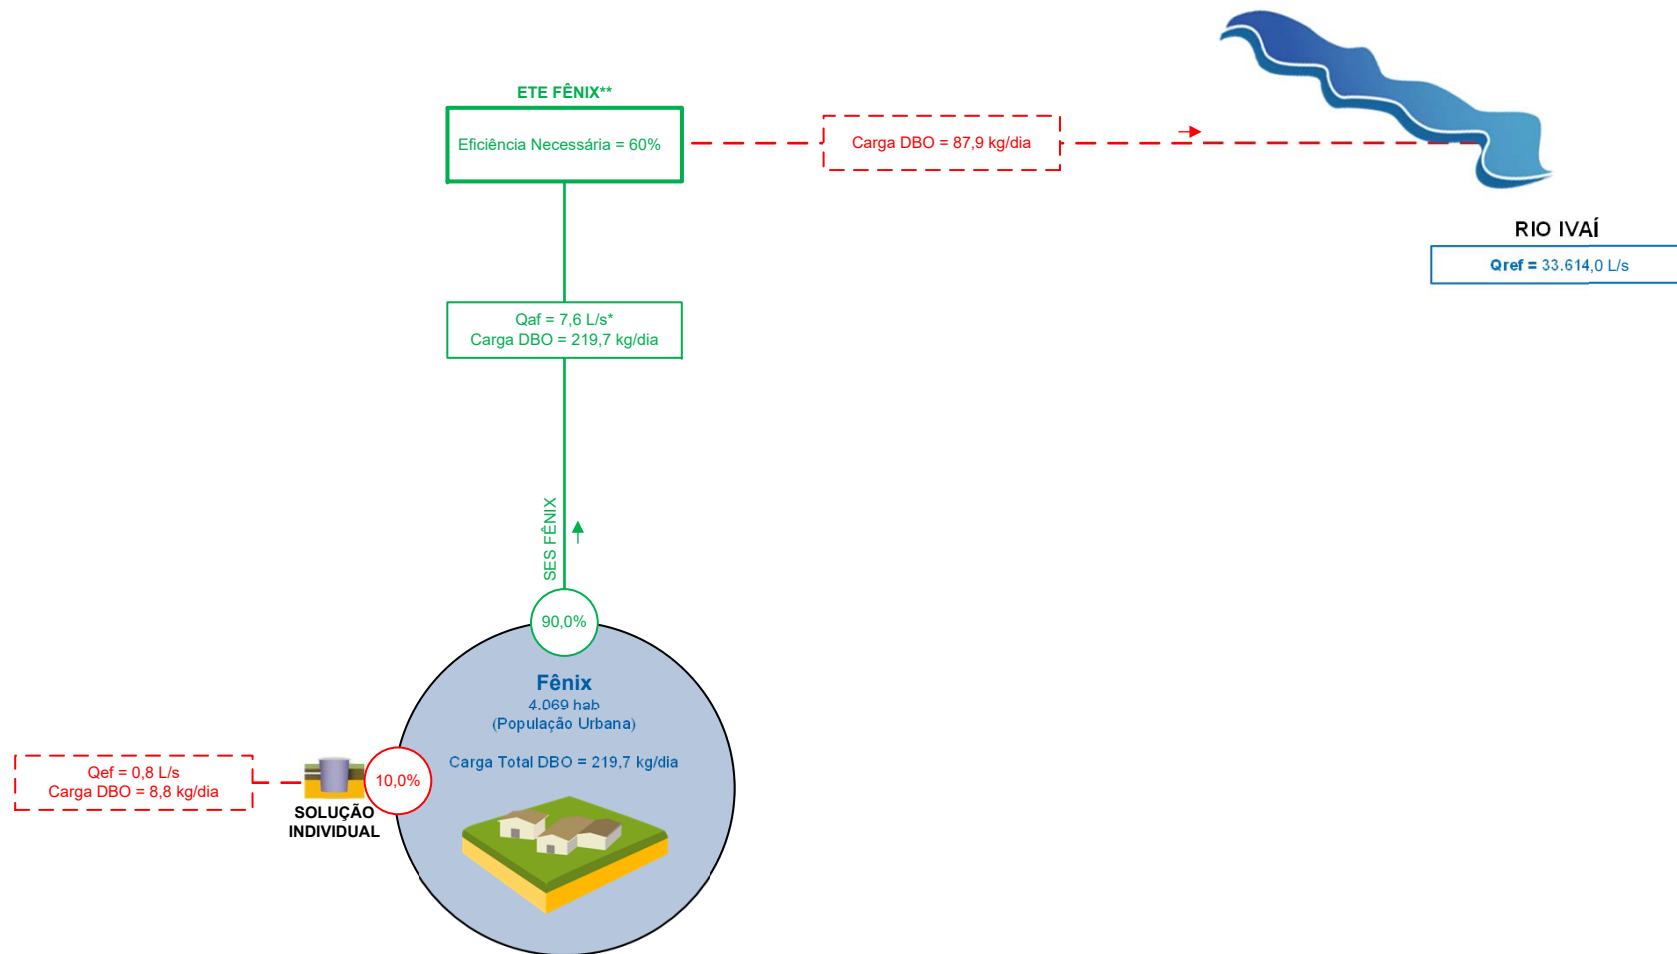 ETE FÊNIX**
Eficiência Necessária = 60%
Carga DBO = 87,9 kg/dia
RIO IVAÍ
Qref = 33.614,0 L/s
Qaf = 7,6 L/s*
Carga DBO = 219,7 kg/dia
SES FÊNIX
90,0%
Fênix
4.069 hab
(População Urbana)
Carga Total DBO = 219,7 kg/dia
Qef = 0,8 L/s
Carga DBO = 8,8 kg/dia
10,0%
SOLUÇÃO
INDIVIDUAL